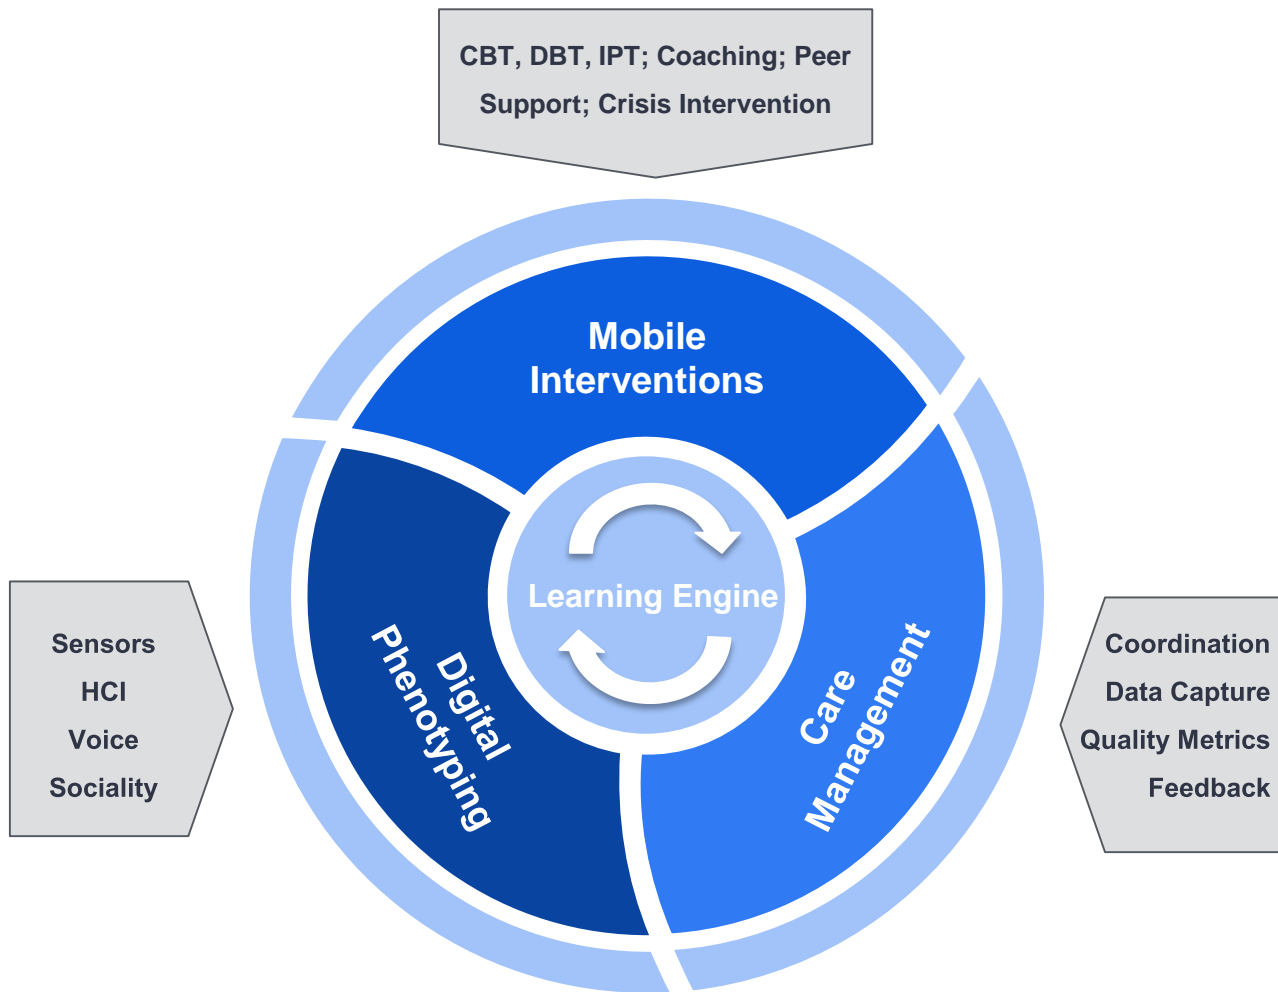 CBT, DBT, IPT; Coaching; Peer
Support; Crisis Intervention
Mobile
Interventions
Learning Engine
Digital
Phenotyping
Care
Management
Sensors
HCI
Voice
Sociality
Coordination
Data Capture
Quality Metrics
Feedback